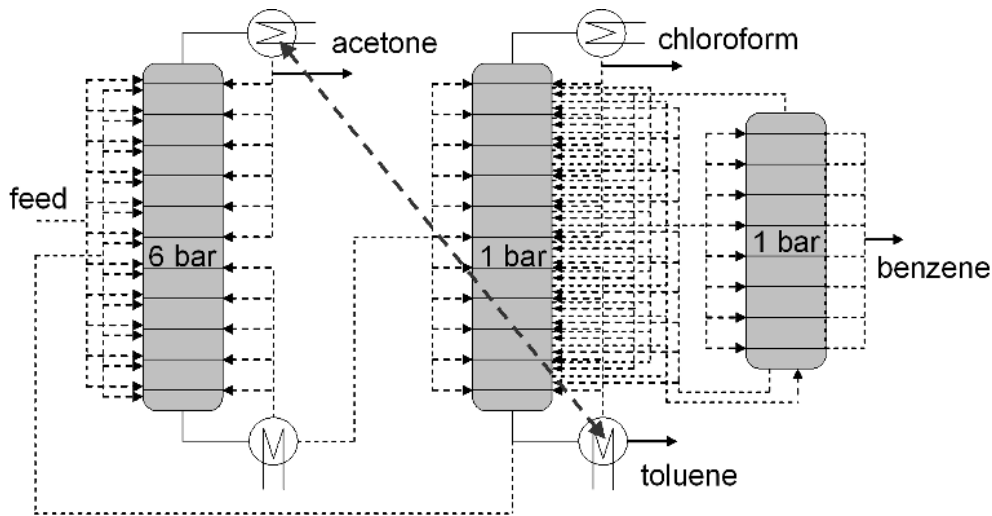 acetone
chloroform
feed
6 bar
1 bar
1 bar
benzene
toluene